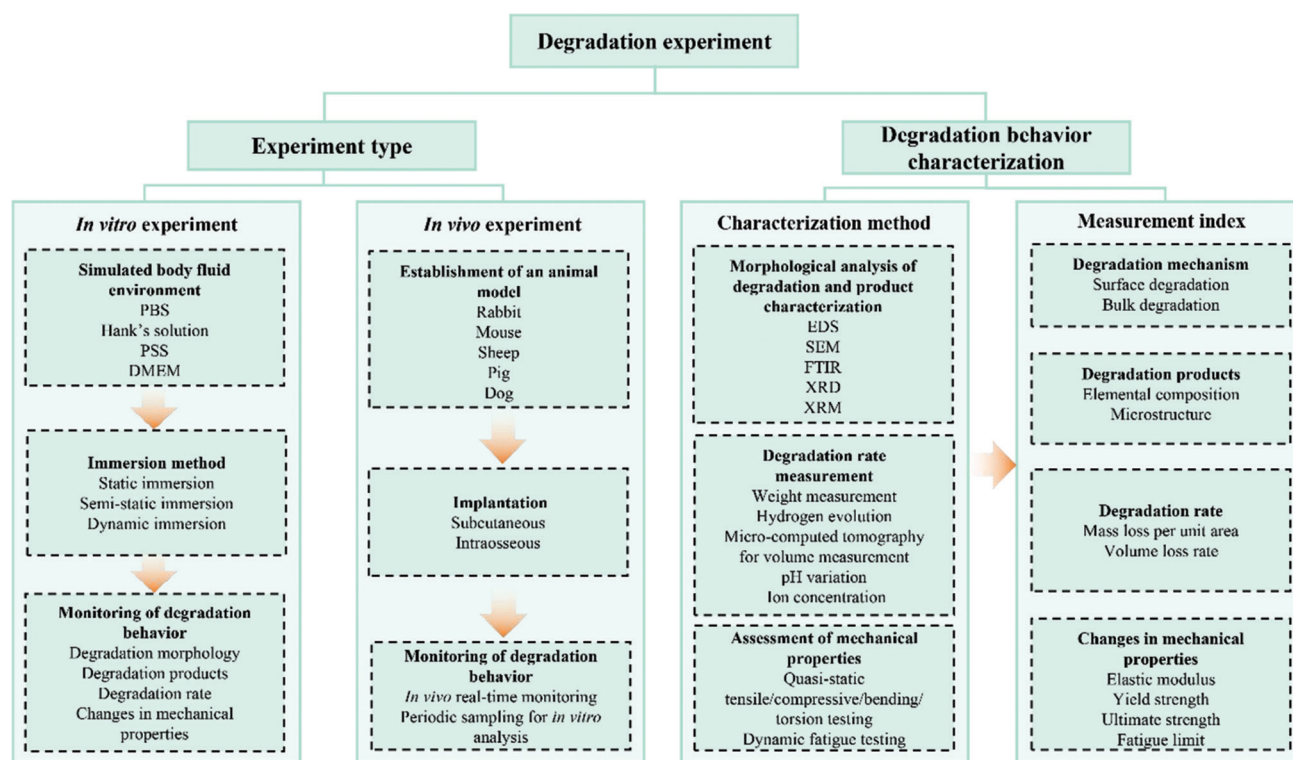 Degradation experiment
Experiment type
Degradation behavior
characterization
In vitro experiment
Simulated body fluid
environment
PBS
Hank's solution
PSS
DMEM
Immersion method
Static immersion
Semi-static immersion
Dynamic immersion
Monitoring of degradation
behavior
Degradation morphology
Degradation products
Degradation rate
Changes in mechanical
properties
In vivo experiment
Establishment of an animal
model
Rabbit
Mouse
Sheep
Pig
Dog
Implantation
Subcutaneous
Intraosseous
Monitoring of degradation
behavior
In vivo real-time monitoring
Periodic sampling for in vitro
analysis
Characterization method
Morphological analysis of
degradation and product
characterization
EDS
SEM
FTIR
XRD
XRM
Degradation rate
measurement
Weight measurement
Hydrogen evolution
Micro-computed tomography
for volume measurement
pH variation
Ion concentration
Assessment of mechanical
properties
Quasi-static
tensile/compressive/bending/
torsion testing
Dynamic fatigue testing
Measurement index
Degradation mechanism
Surface degradation
Bulk degradation
Degradation products
Elemental composition
Microstructure
Degradation rate
Mass loss per unit area
Volume loss rate
Changes in mechanical
properties
Elastic modulus
Yield strength
Ultimate strength
Fatigue limit